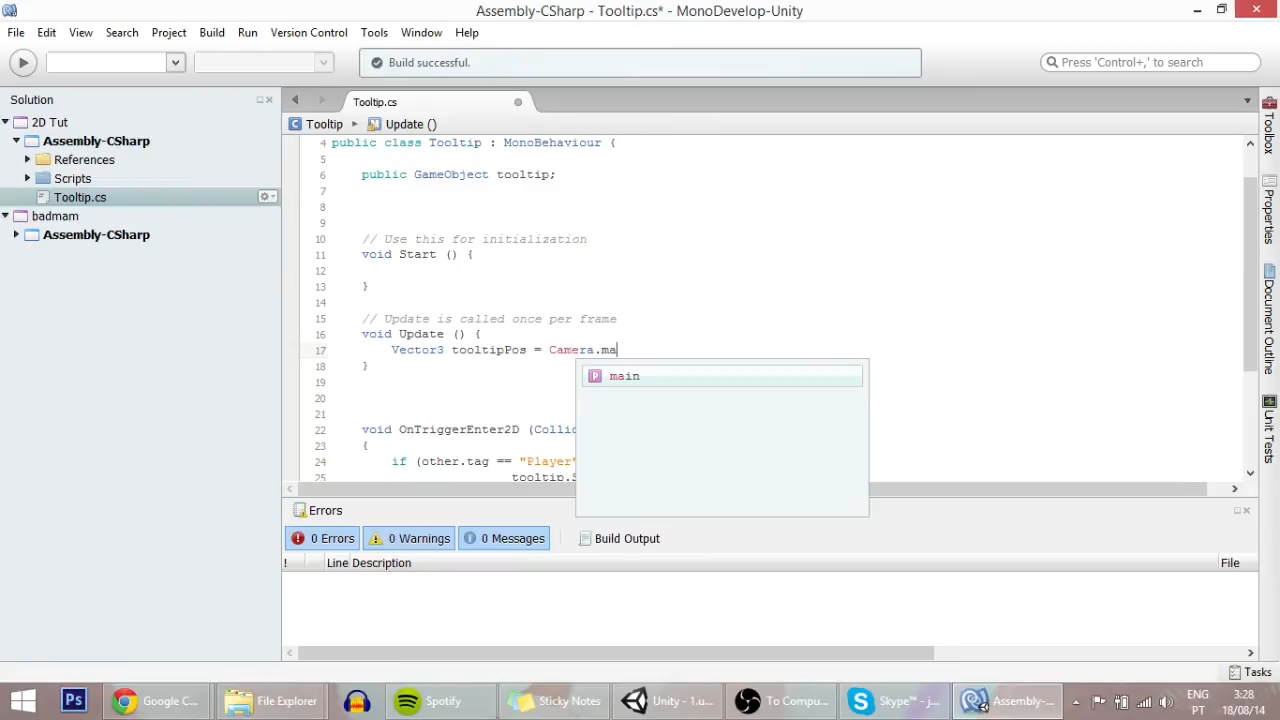 Assembly-CSharp - Tooltip.cs* - MonoDevelop-Unity
File Edit View Search Project Build Run Version Control Tools Window Help
Build successful.
Press 'Control+,' to search
Solution
2D Tut
Assembly-CSharp
References
Scripts
Tooltip.cs
badmam
Assembly-CSharp
Tooltip.cs
Tooltip Update ()
4 public class Tooltip : MonoBehaviour {
5
6 public GameObject tooltip;
7
8
9
10 // Use this for initialization
11 void Start () {
12
13 }
14
15 // Update is called once per frame
16 void Update () {
17 Vector3 tooltipPos = Camera.ma
18 }
19
20
21
22 void OnTriggerEnter2D (Collid
23 {
24 if (other.tag == "Player"
25 tooltip.S
main
Toolbox
Properties
Document Outline
Unit Tests
Errors
0 Errors 0 Warnings 0 Messages Build Output
! Line Description File
Tasks
Ps Google C... File Explorer Spotify Sticky Notes Unity - 1.u... To Compu... Skype™ - j... Assembly-...
ENG 3:28
PT 18/08/14